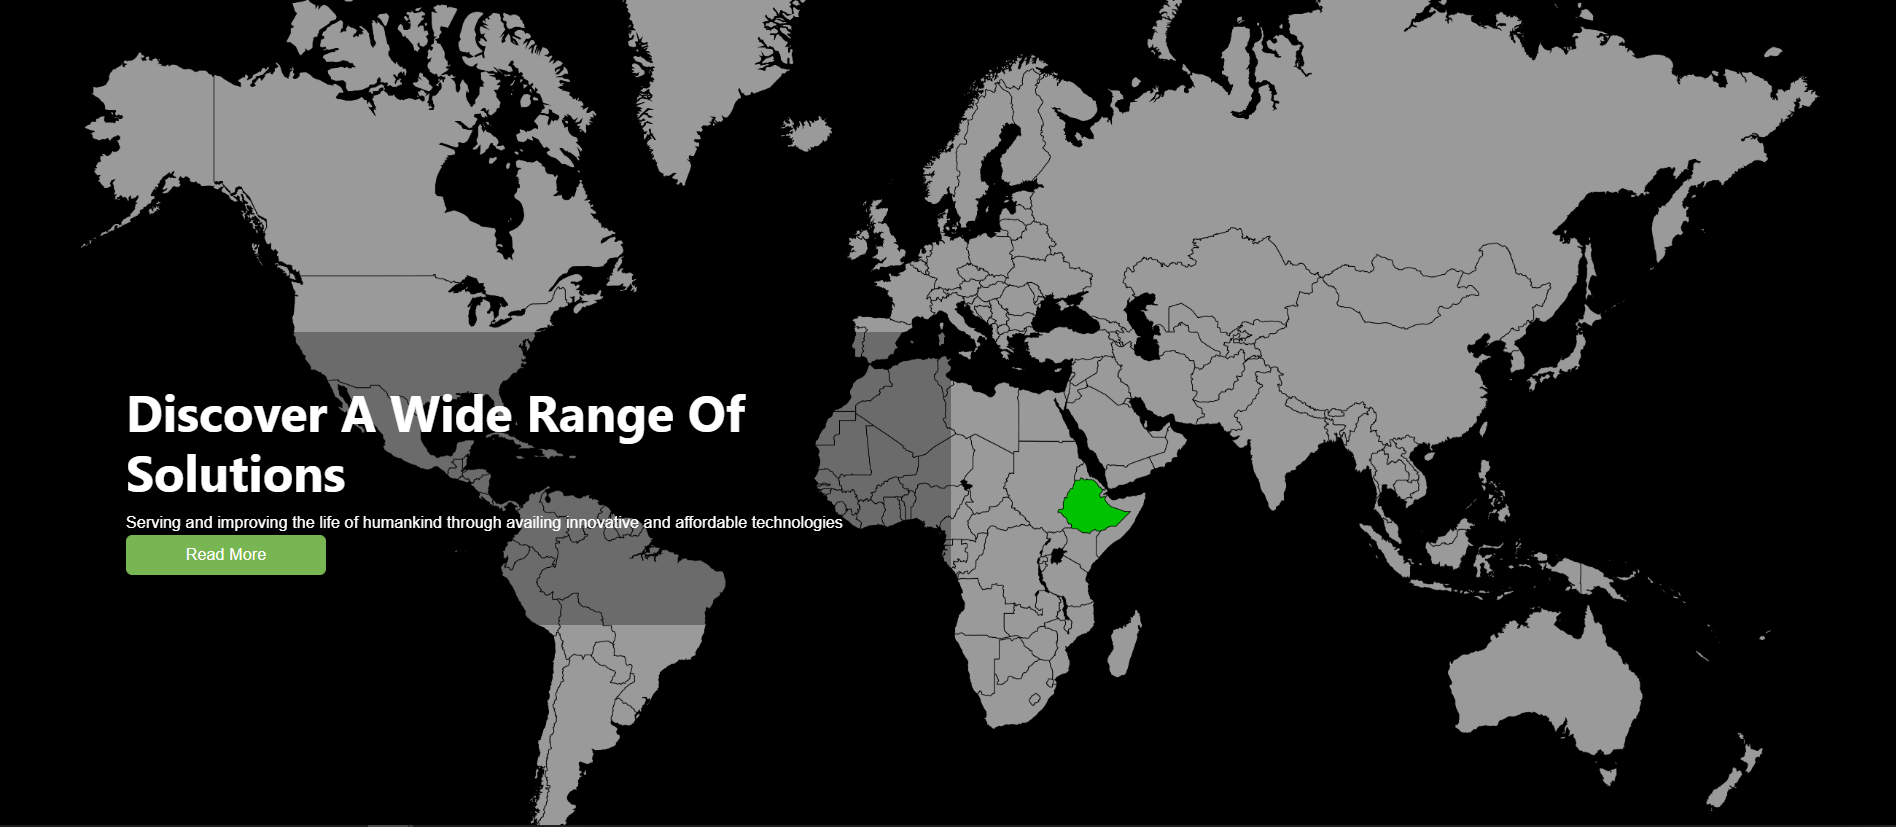 Discover A Wide Range Of
Solutions
Serving and improving the life of humankind through availing innovative and affordable technologies
Read More